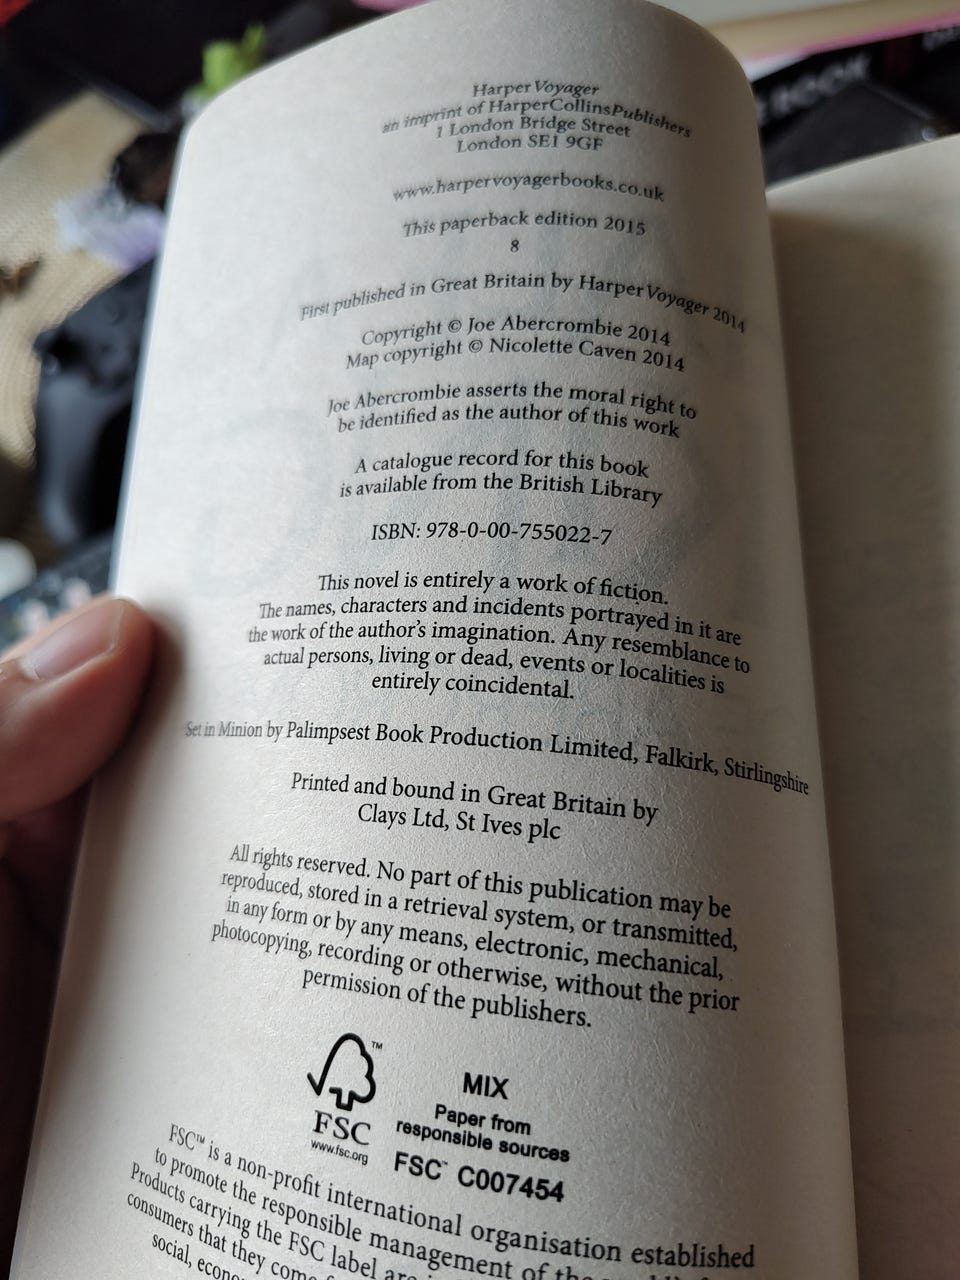 HarperVoyager
an imprint of HarperCollinsPublishers
1 London Bridge Street
London SE1 9GF
www.harpervoyagerbooks.co.uk
This paperback edition 2015
8
First published in Great Britain by HarperVoyager 2014
Copyright © Joe Abercrombie 2014
Map copyright © Nicolette Caven 2014
Joe Abercrombie asserts the moral right to
be identified as the author of this work
A catalogue record for this book
is available from the British Library
ISBN: 978-0-00-755022-7
This novel is entirely a work of fiction.
The names, characters and incidents portrayed in it are
the work of the author's imagination. Any resemblance to
actual persons, living or dead, events or localities is
entirely coincidental.
Set in Minion by Palimpsest Book Production Limited, Falkirk, Stirlingshire
Printed and bound in Great Britain by
Clays Ltd, St Ives plc
All rights reserved. No part of this publication may be
reproduced, stored in a retrieval system, or transmitted,
in any form or by any means, electronic, mechanical,
photocopying, recording or otherwise, without the prior
permission of the publishers.
™
FSC
www.fsc.org
MIX
Paper from
responsible sources
FSC™ C007454
FSC™ is a non-profit international organisation established
to promote the responsible management of the
Products carrying the FSC label are
consumers that they come
social,
BOOK